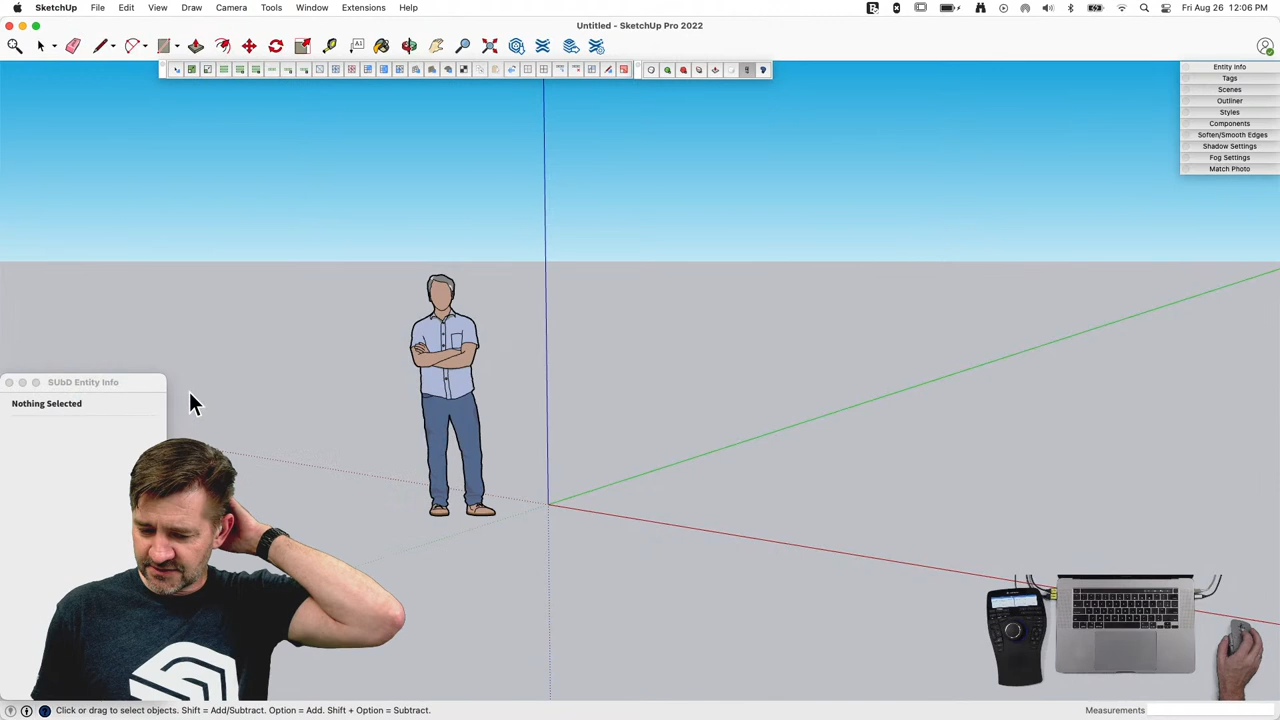 SketchUp File Edit View Draw Camera Tools Window Extensions Help Fri Aug 26 12:06 PM
Untitled - SketchUp Pro 2022
A1
Entity Info
Tags
Scenes
Outliner
Styles
Components
Soften/Smooth Edges
Shadow Settings
Fog Settings
Match Photo
SUbD Entity Info
Nothing Selected
Click or drag to select objects. Shift = Add/Subtract. Option = Add. Shift + Option = Subtract. Measurements